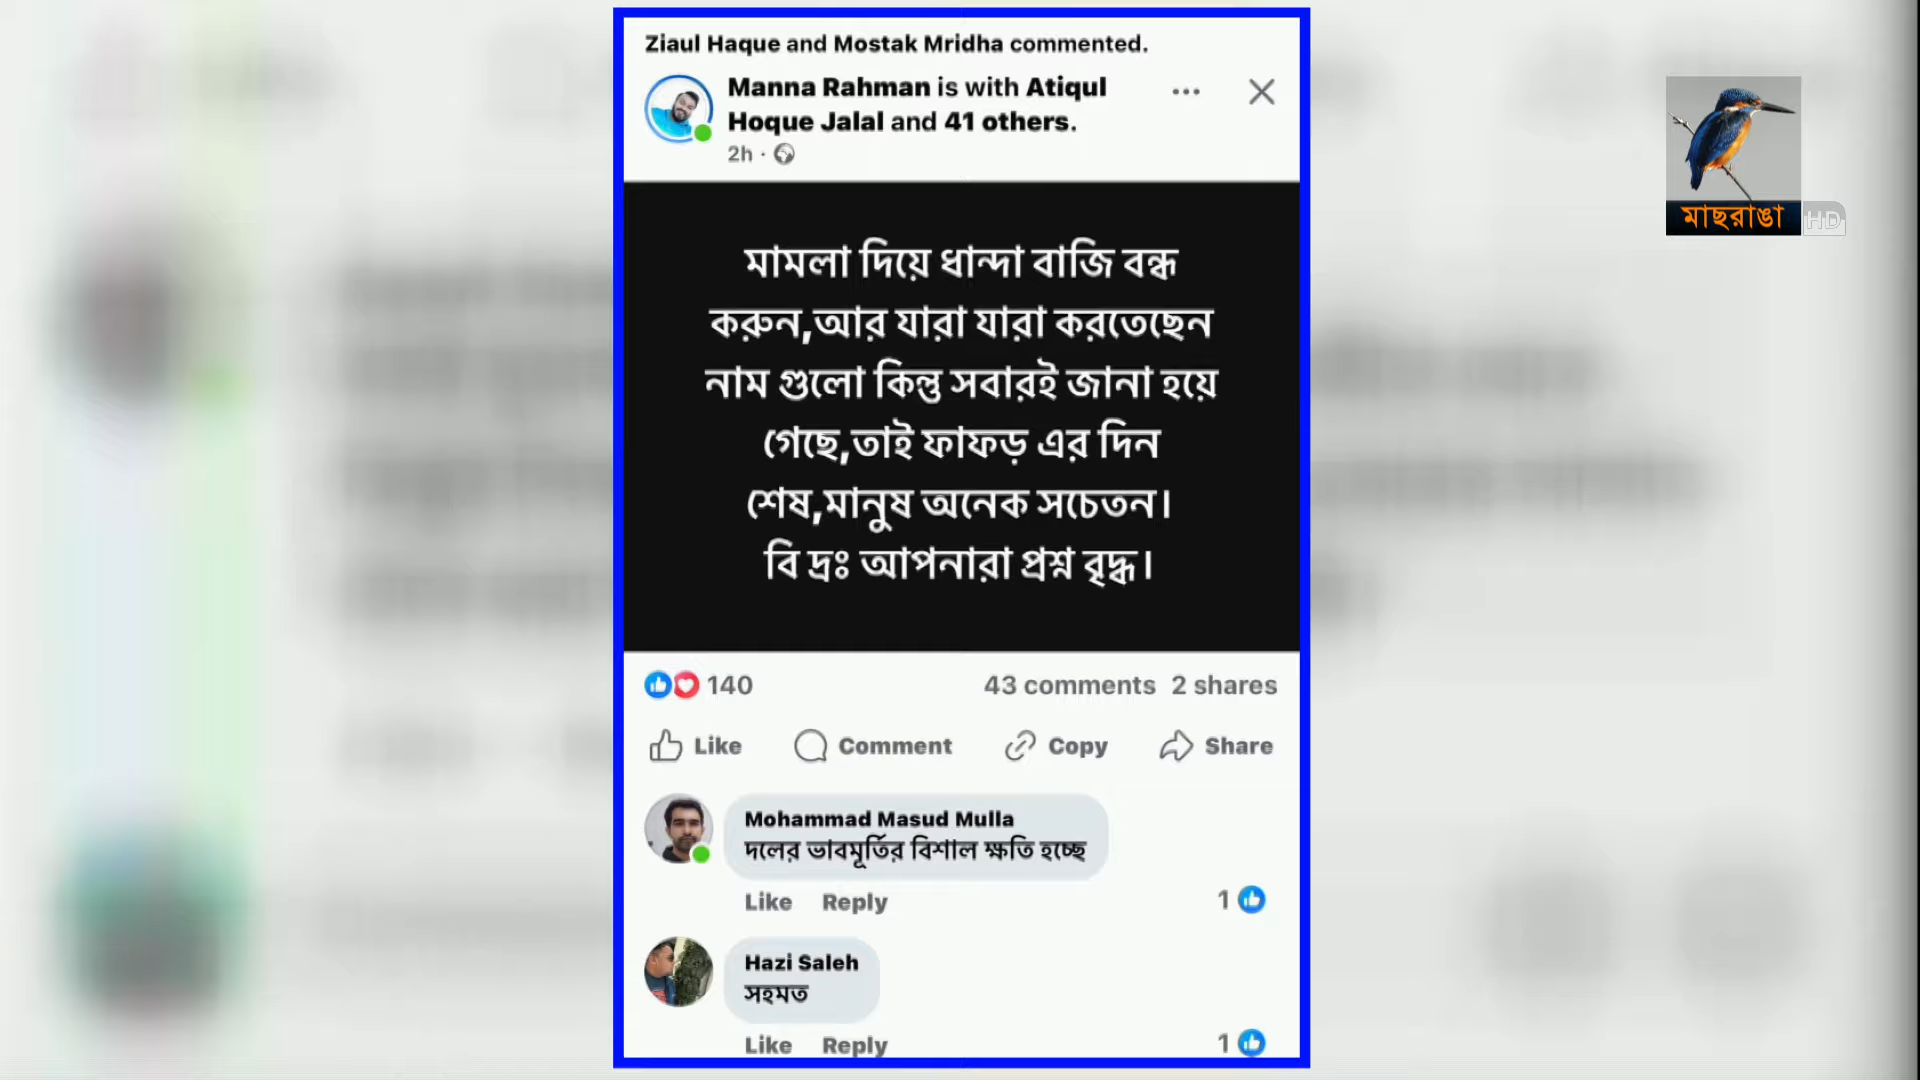 Ziaul Haque and Mostak Mridha commented.
Manna Rahman is with Atiqul
Hoque Jalal and 41 others.
2h ·
মামলা দিয়ে ধান্দা বাজি বন্ধ
করুন,আর যারা যারা করতেছেন
নাম গুলো কিন্তু সবারই জানা হয়ে
গেছে,তাই ফাফড় এর দিন
শেষ,মানুষ অনেক সচেতন।
বি দ্রঃ আপনারা প্রশ্ন বৃদ্ধ।
140 43 comments 2 shares
Like Comment Copy Share
Mohammad Masud Mulla
দলের ভাবমূর্তির বিশাল ক্ষতি হচ্ছে
Like Reply 1
Hazi Saleh
সহমত
Like Reply 1
মাছরাঙা HD